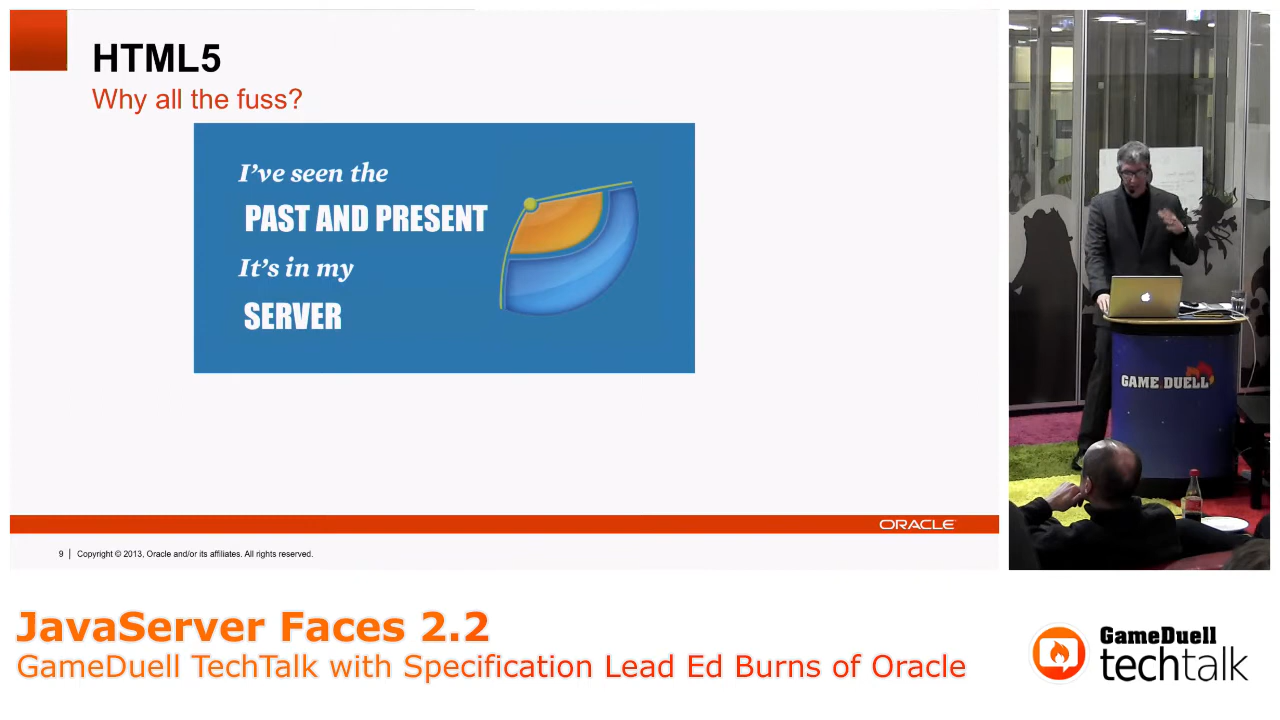 HTML5
Why all the fuss?
I've seen the
PAST AND PRESENT
It's in my
SERVER
ORACLE
9 | Copyright © 2013, Oracle and/or its affiliates. All rights reserved.
GAME DUELL
JavaServer Faces 2.2
GameDuell TechTalk with Specification Lead Ed Burns of Oracle
GameDuell
techtalk